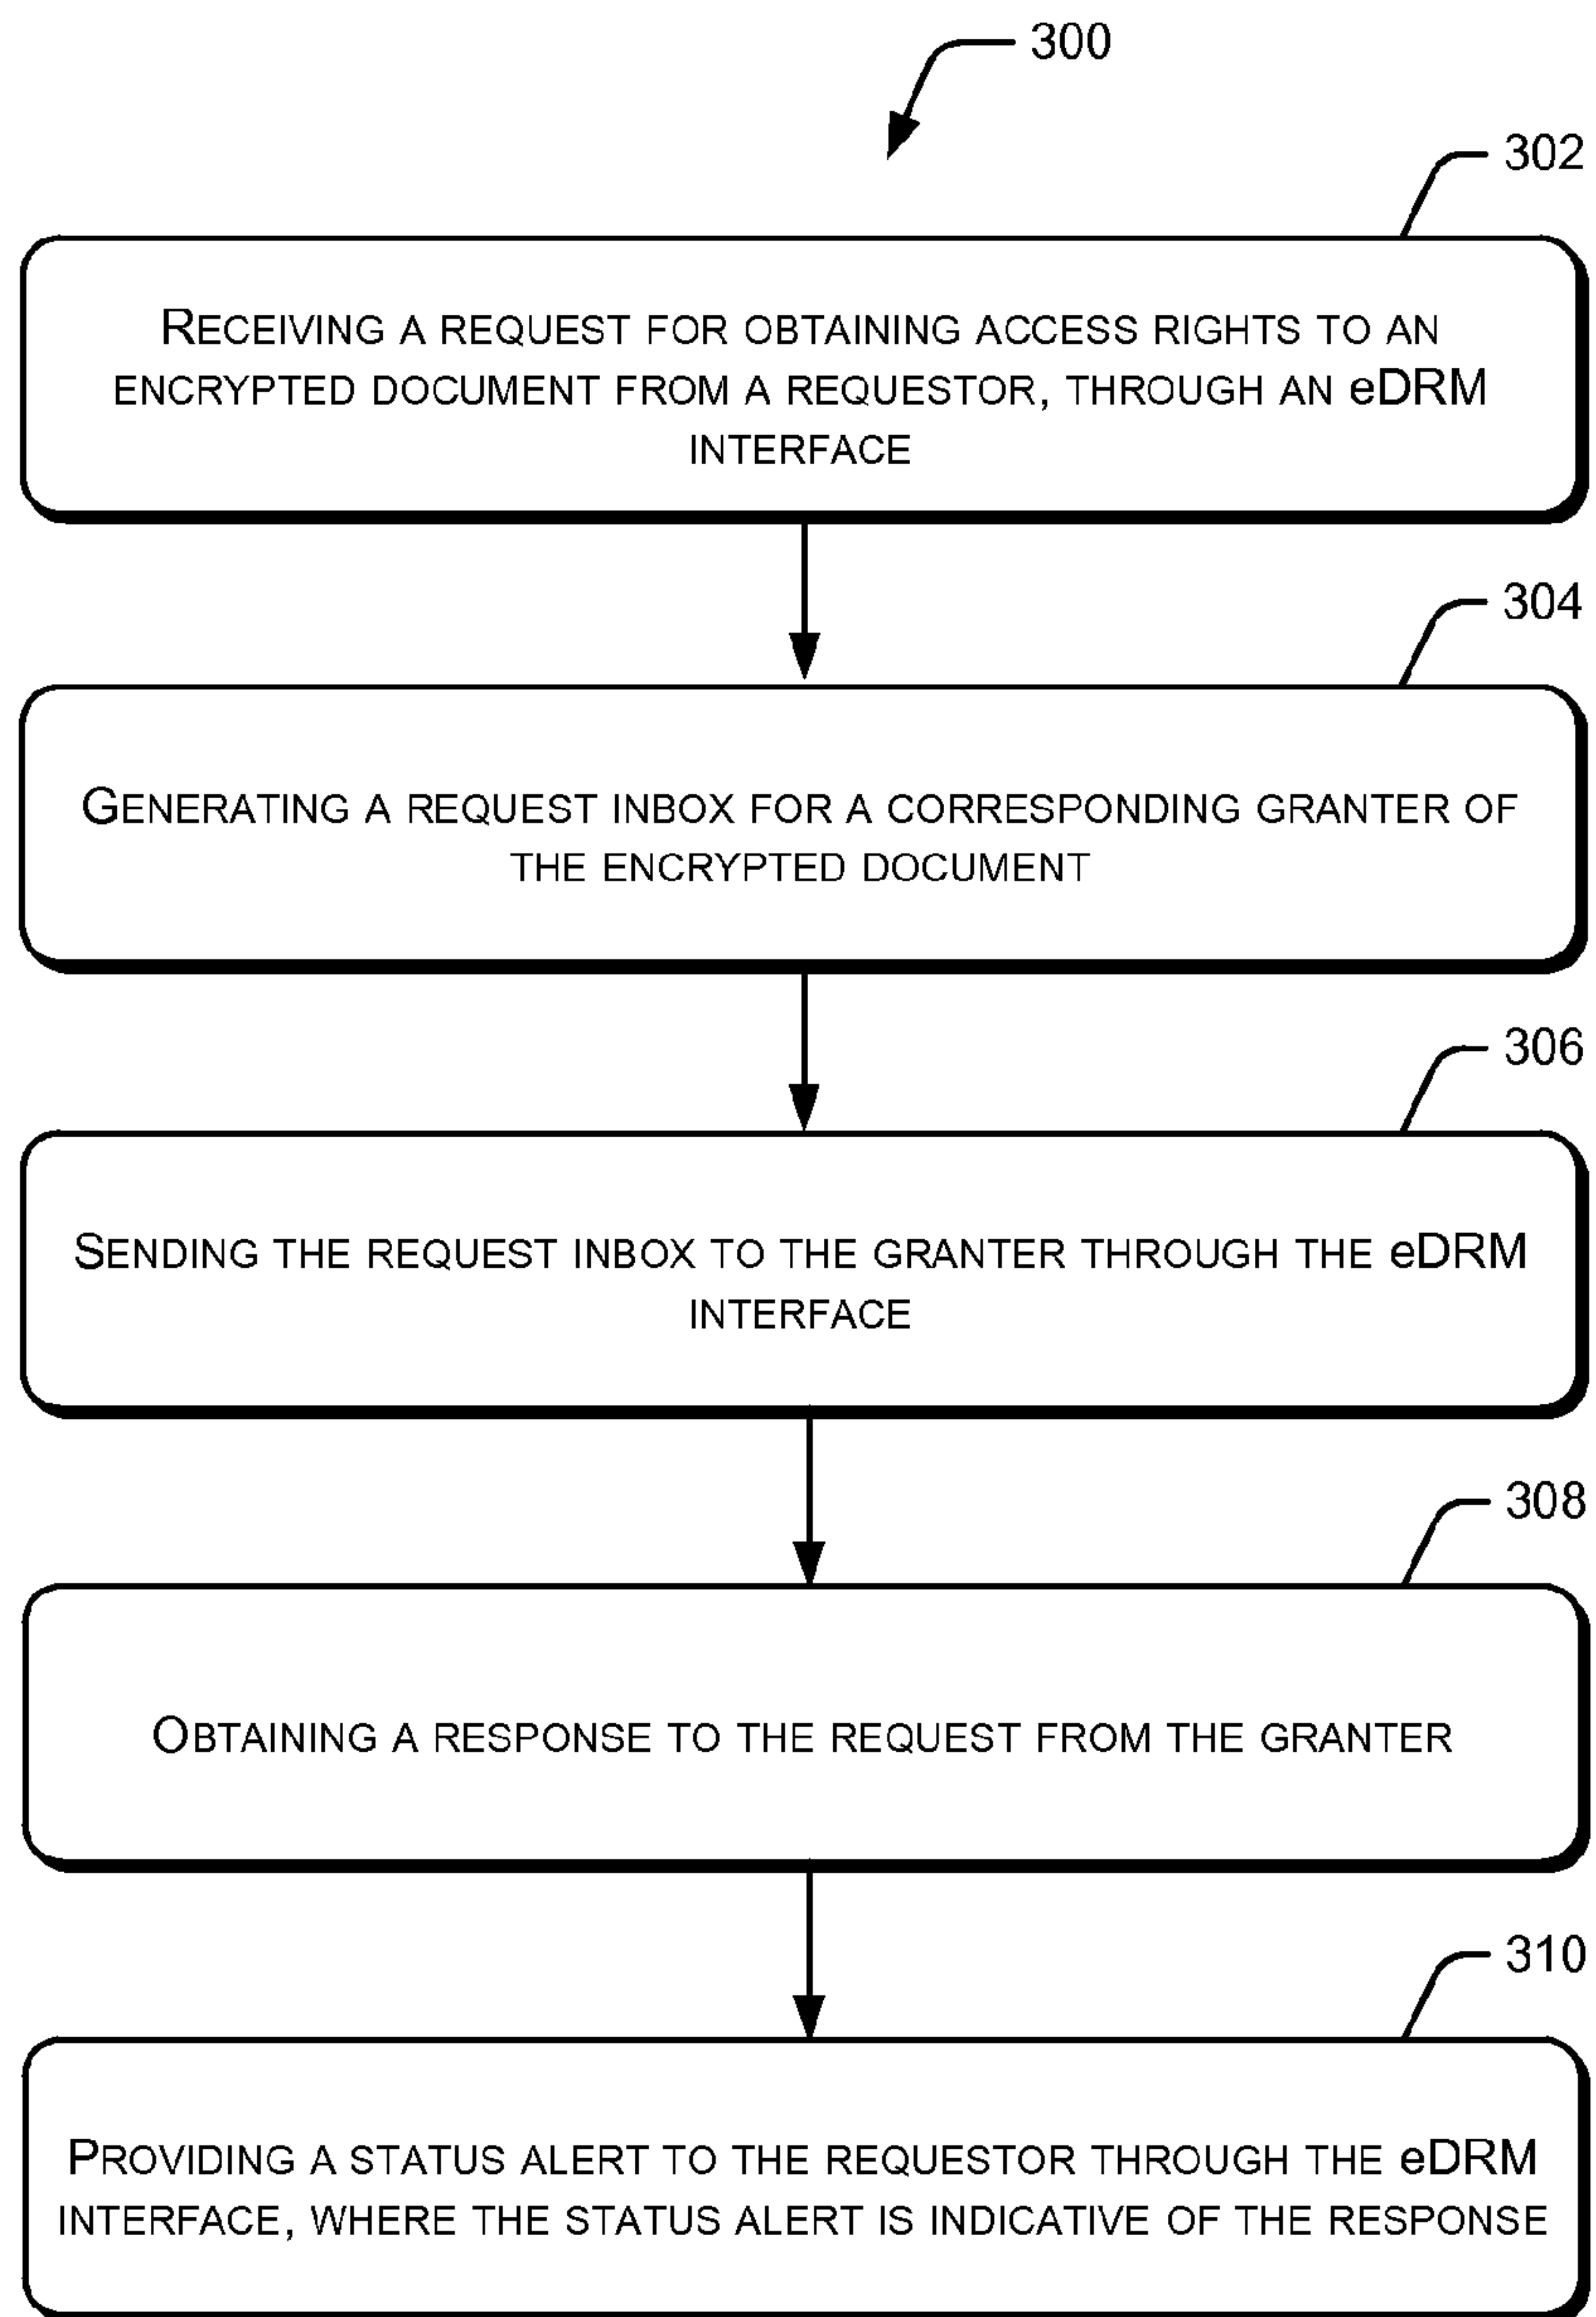 300
302
RECEIVING A REQUEST FOR OBTAINING ACCESS RIGHTS TO AN
ENCRYPTED DOCUMENT FROM A REQUESTOR, THROUGH AN eDRM
INTERFACE
304
GENERATING A REQUEST INBOX FOR A CORRESPONDING GRANTER OF
THE ENCRYPTED DOCUMENT
306
SENDING THE REQUEST INBOX TO THE GRANTER THROUGH THE eDRM
INTERFACE
308
OBTAINING A RESPONSE TO THE REQUEST FROM THE GRANTER
310
PROVIDING A STATUS ALERT TO THE REQUESTOR THROUGH THE eDRM
INTERFACE, WHERE THE STATUS ALERT IS INDICATIVE OF THE RESPONSE